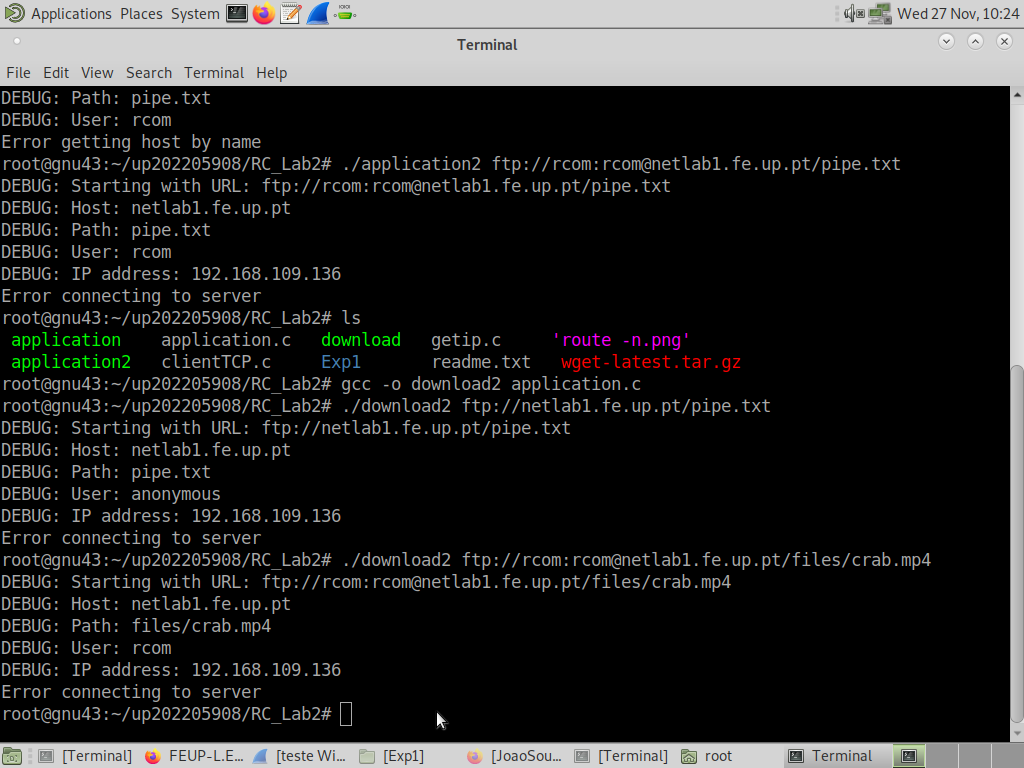 Applications Places System Wed 27 Nov, 10:24
Terminal
File Edit View Search Terminal Help
DEBUG: Path: pipe.txt
DEBUG: User: rcom
Error getting host by name
root@gnu43:~/up202205908/RC_Lab2# ./application2 ftp://rcom:rcom@netlab1.fe.up.pt/pipe.txt
DEBUG: Starting with URL: ftp://rcom:rcom@netlab1.fe.up.pt/pipe.txt
DEBUG: Host: netlab1.fe.up.pt
DEBUG: Path: pipe.txt
DEBUG: User: rcom
DEBUG: IP address: 192.168.109.136
Error connecting to server
root@gnu43:~/up202205908/RC_Lab2# ls
application application.c download getip.c 'route -n.png'
application2 clientTCP.c Exp1 readme.txt wget-latest.tar.gz
root@gnu43:~/up202205908/RC_Lab2# gcc -o download2 application.c
root@gnu43:~/up202205908/RC_Lab2# ./download2 ftp://netlab1.fe.up.pt/pipe.txt
DEBUG: Starting with URL: ftp://netlab1.fe.up.pt/pipe.txt
DEBUG: Host: netlab1.fe.up.pt
DEBUG: Path: pipe.txt
DEBUG: User: anonymous
DEBUG: IP address: 192.168.109.136
Error connecting to server
root@gnu43:~/up202205908/RC_Lab2# ./download2 ftp://rcom:rcom@netlab1.fe.up.pt/files/crab.mp4
DEBUG: Starting with URL: ftp://rcom:rcom@netlab1.fe.up.pt/files/crab.mp4
DEBUG: Host: netlab1.fe.up.pt
DEBUG: Path: files/crab.mp4
DEBUG: User: rcom
DEBUG: IP address: 192.168.109.136
Error connecting to server
root@gnu43:~/up202205908/RC_Lab2#
[Terminal] FEUP-L.E... [teste Wi... [Exp1] [JoaoSou... [Terminal] root Terminal